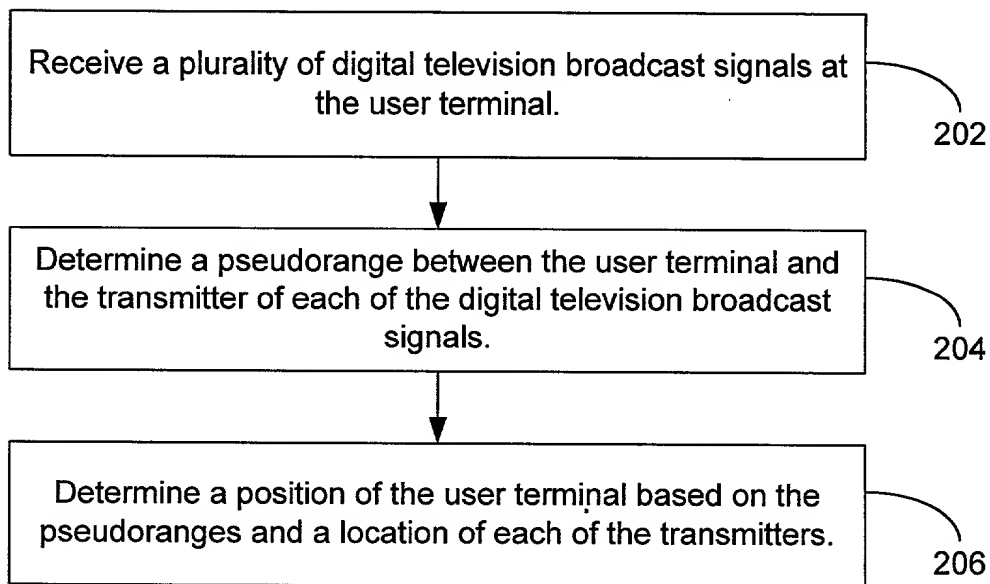 Receive a plurality of digital television broadcast signals at
the user terminal.
202
Determine a pseudorange between the user terminal and
the transmitter of each of the digital television broadcast
signals.
204
Determine a position of the user terminal based on the
pseudoranges and a location of each of the transmitters.
206